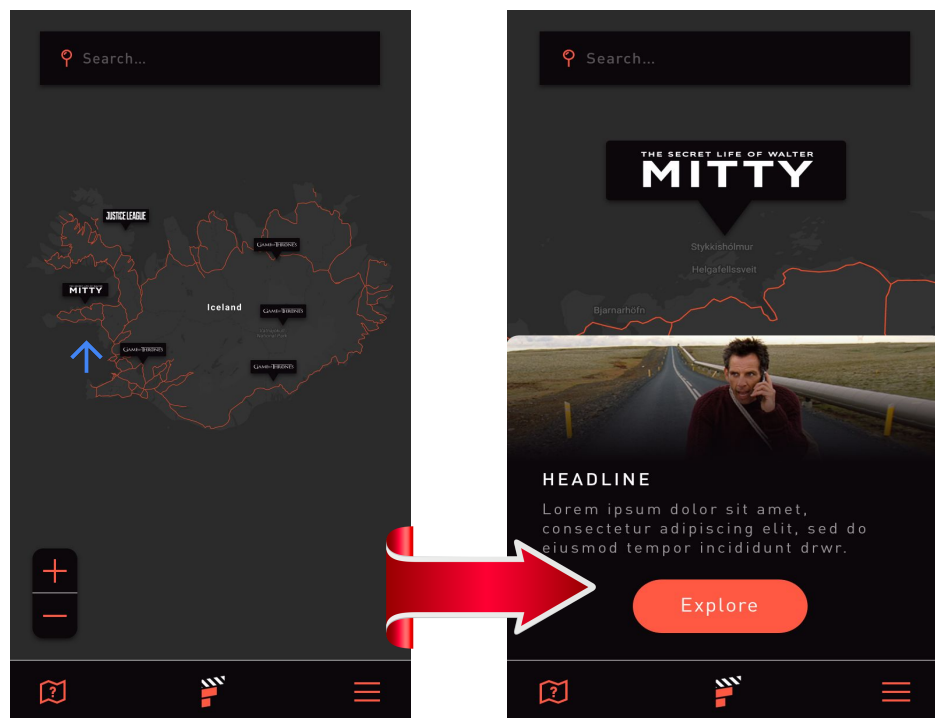 Search...
JUSTICE LEAGUE
GAME OF THRONES
MITTY
Iceland
GAME OF THRONES
GAME OF THRONES
GAME OF THRONES
?
Search...
THE SECRET LIFE OF WALTER
MITTY
Stykkishólmur
Helgafellssveit
Bjarnarhöfn
HEADLINE
Lorem ipsum dolor sit amet,
consectetur adipiscing elit, sed do
eiusmod tempor incididunt drwr.
Explore
?